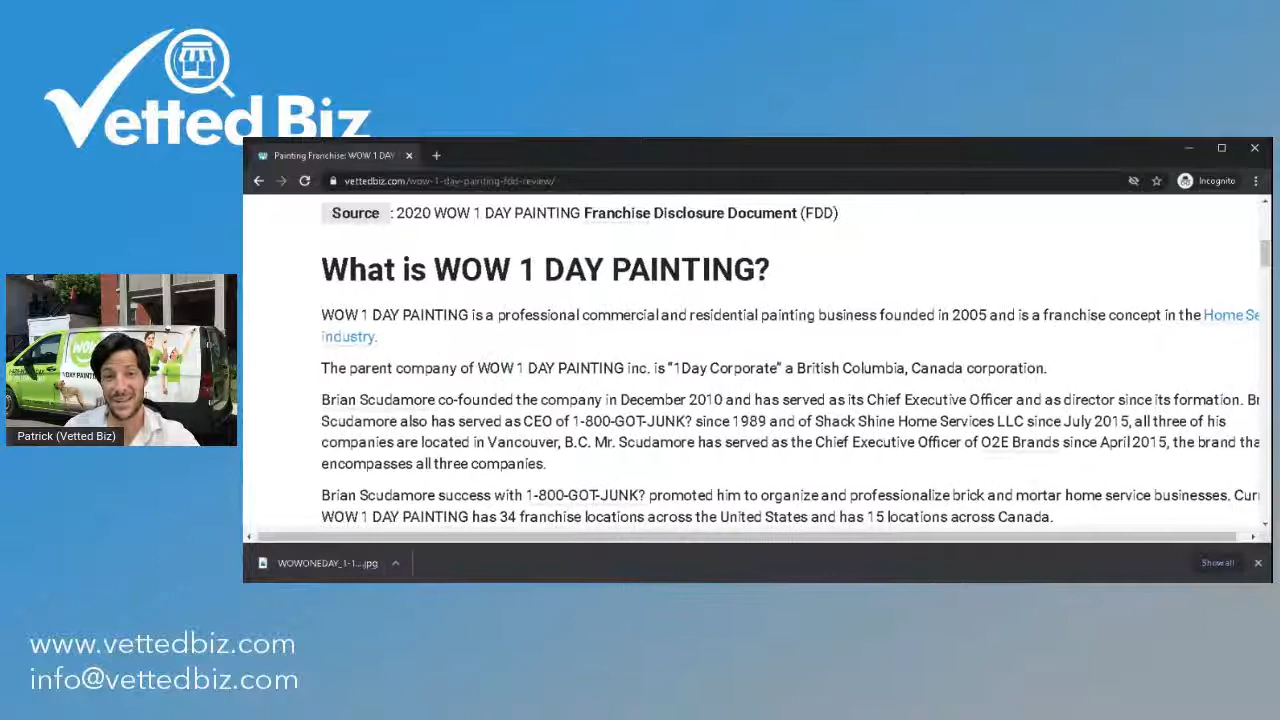 Vetted Biz
Painting Franchise: WOW 1 DAY
vettedbiz.com/wow-1-day-painting-fdd-review/
Incognito
Source : 2020 WOW 1 DAY PAINTING Franchise Disclosure Document (FDD)
What is WOW 1 DAY PAINTING?
WOW 1 DAY PAINTING is a professional commercial and residential painting business founded in 2005 and is a franchise concept in the Home Se
industry.
The parent company of WOW 1 DAY PAINTING inc. is "1Day Corporate" a British Columbia, Canada corporation.
Brian Scudamore co-founded the company in December 2010 and has served as its Chief Executive Officer and as director since its formation. Br
Scudamore also has served as CEO of 1-800-GOT-JUNK? since 1989 and of Shack Shine Home Services LLC since July 2015, all three of his
companies are located in Vancouver, B.C. Mr. Scudamore has served as the Chief Executive Officer of O2E Brands since April 2015, the brand tha
encompasses all three companies.
Brian Scudamore success with 1-800-GOT-JUNK? promoted him to organize and professionalize brick and mortar home service businesses. Cur
WOW 1 DAY PAINTING has 34 franchise locations across the United States and has 15 locations across Canada.
WOW
Patrick (Vetted Biz)
WOWONEDAY_1-1....jpg
Show all
www.vettedbiz.com
info@vettedbiz.com